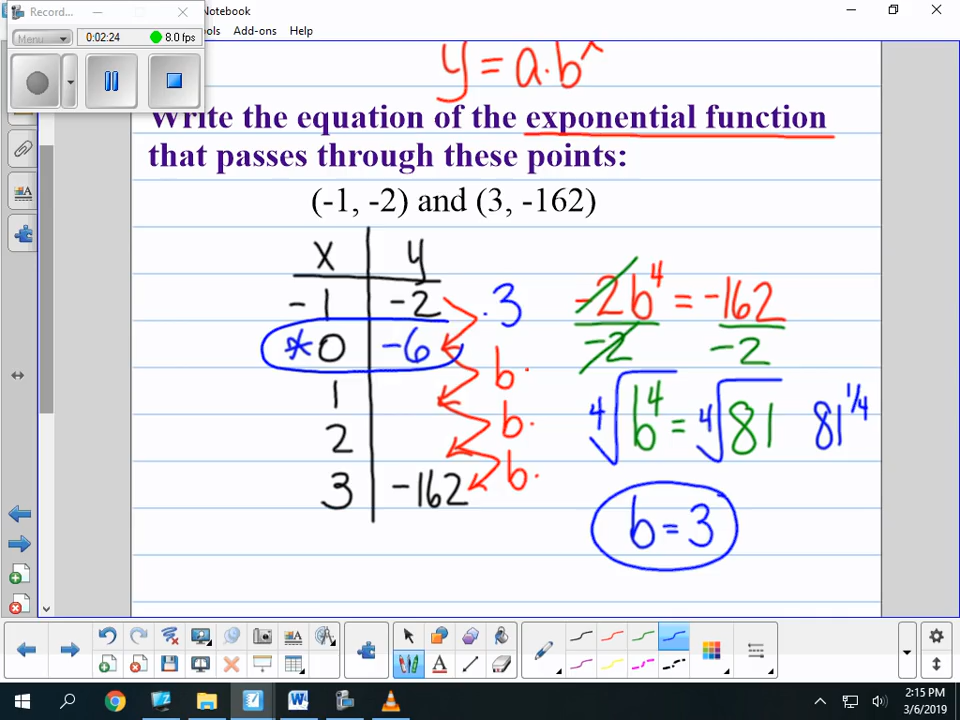 Record...
Notebook
Menu
0:02:24
8.0 fps
ols Add-ons Help
y = a·bˣ
Write the equation of the exponential function
that passes through these points:
(-1, -2) and (3, -162)
x y
-1 -2 ·3
*0 -6
b·
1
b·
2
b·
3 -162
-2b⁴ = -162
-2 -2
⁴√b⁴ = ⁴√81 81^1/4
b = 3
A
2:15 PM
3/6/2019